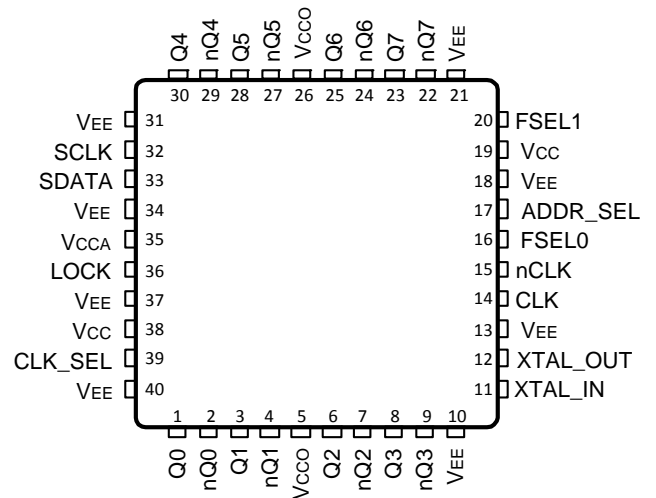 Q4 nQ4 Q5 nQ5 VCCO Q6 nQ6 Q7 nQ7 VEE
30 29 28 27 26 25 24 23 22 21
VEE 31 20 FSEL1
SCLK 32 19 VCC
SDATA 33 18 VEE
VEE 34 17 ADDR_SEL
VCCA 35 16 FSEL0
LOCK 36 15 nCLK
VEE 37 14 CLK
VCC 38 13 VEE
CLK_SEL 39 12 XTAL_OUT
VEE 40 11 XTAL_IN
1 2 3 4 5 6 7 8 9 10
Q0 nQ0 Q1 nQ1 VCCO Q2 nQ2 Q3 nQ3 VEE